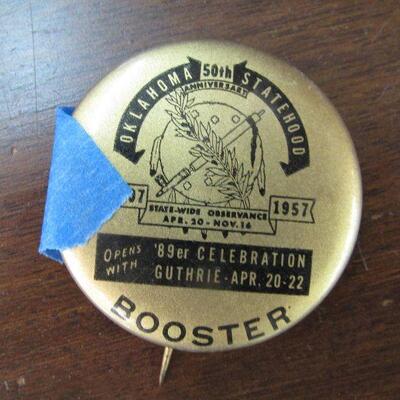 OKLAHOMA 50th STATEHOOD
ANNIVERSARY
07 1957
STATE-WIDE OBSERVANCE
APR. 20 - NOV. 16
OPENS WITH
'89er CELEBRATION
GUTHRIE - APR. 20-22
BOOSTER